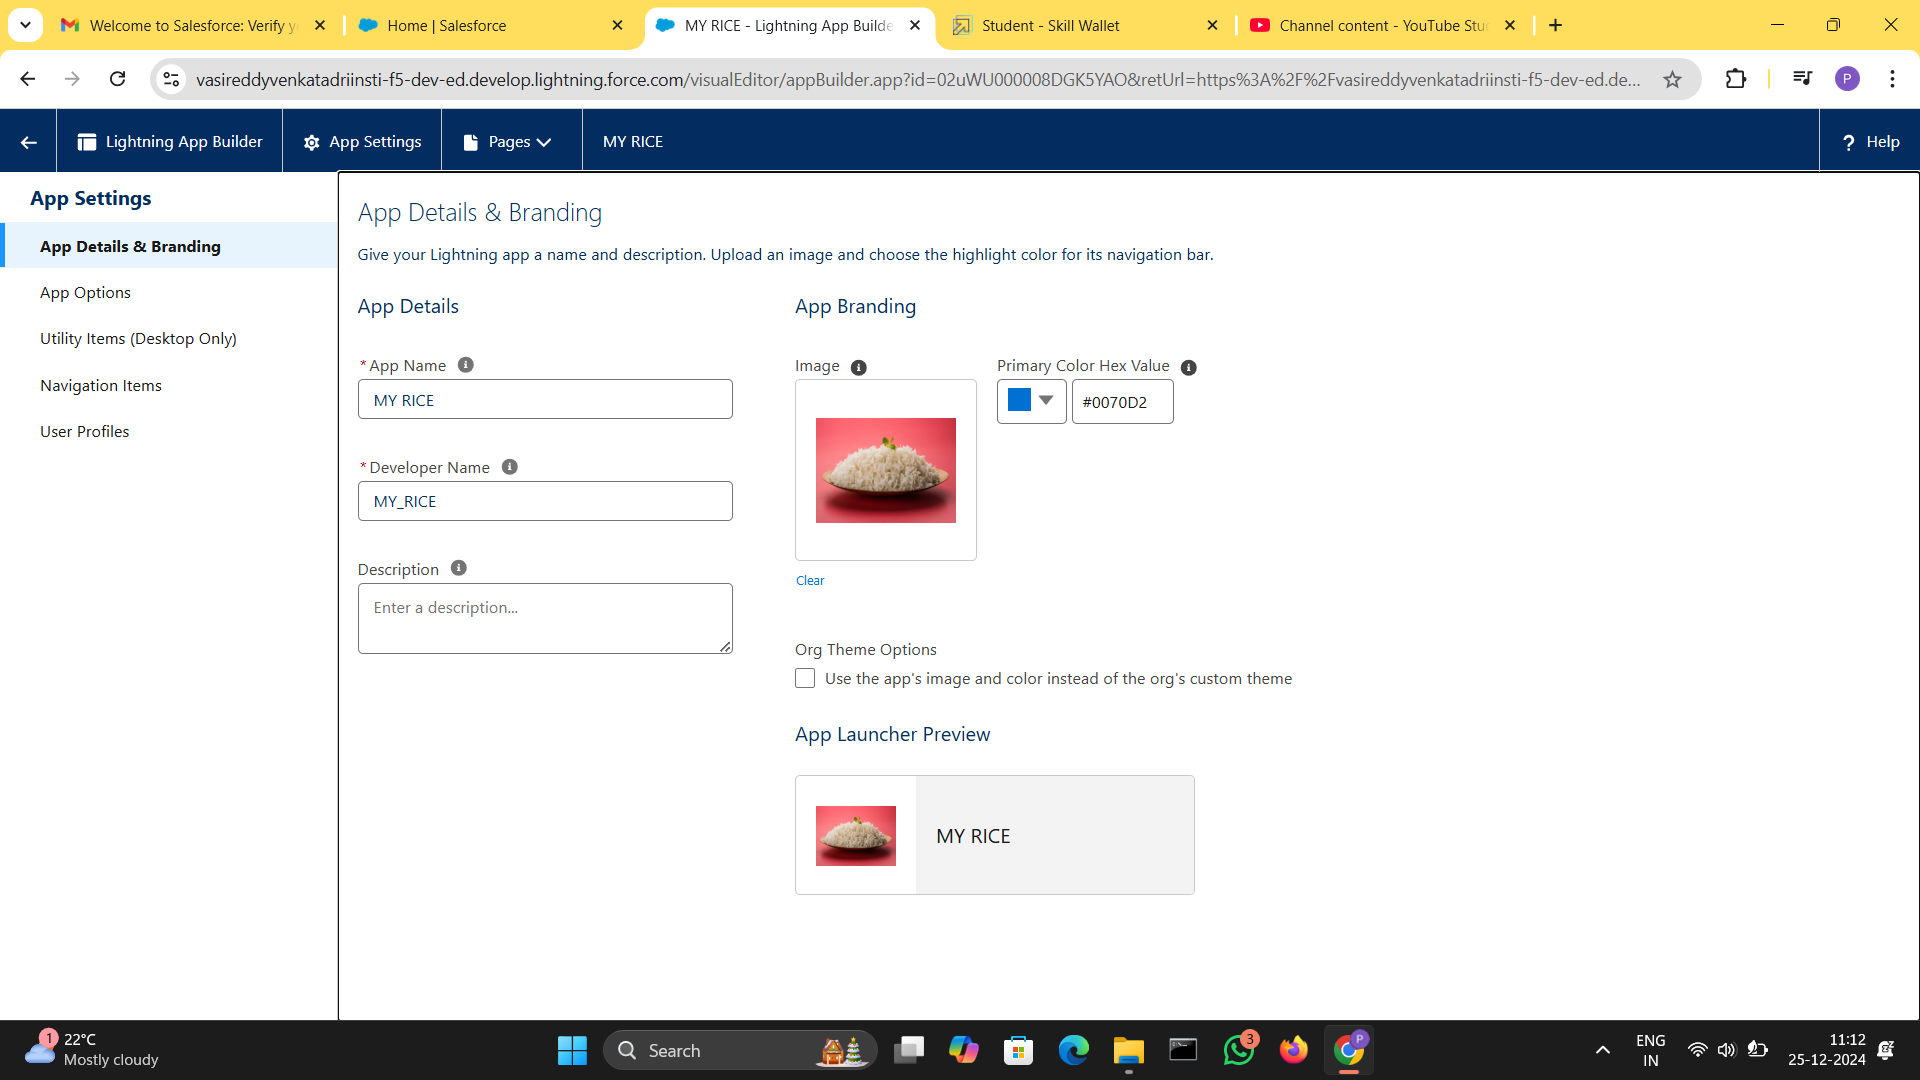 Welcome to Salesforce: Verify y
Home | Salesforce
MY RICE - Lightning App Builde
Student - Skill Wallet
Channel content - YouTube Stu
vasireddyvenkatadriinsti-f5-dev-ed.develop.lightning.force.com/visualEditor/appBuilder.app?id=02uWU000008DGK5YAO&retUrl=https%3A%2F%2Fvasireddyvenkatadriinsti-f5-dev-ed.de...
P
Lightning App Builder
App Settings
Pages
MY RICE
? Help
App Settings
App Details & Branding
App Options
Utility Items (Desktop Only)
Navigation Items
User Profiles
App Details & Branding
Give your Lightning app a name and description. Upload an image and choose the highlight color for its navigation bar.
App Details
*App Name
MY RICE
*Developer Name
MY_RICE
Description
Enter a description...
App Branding
Image
Primary Color Hex Value
#0070D2
Clear
Org Theme Options
Use the app's image and color instead of the org's custom theme
App Launcher Preview
MY RICE
1
22°C
Mostly cloudy
Search
3
P
ENG
IN
11:12
25-12-2024